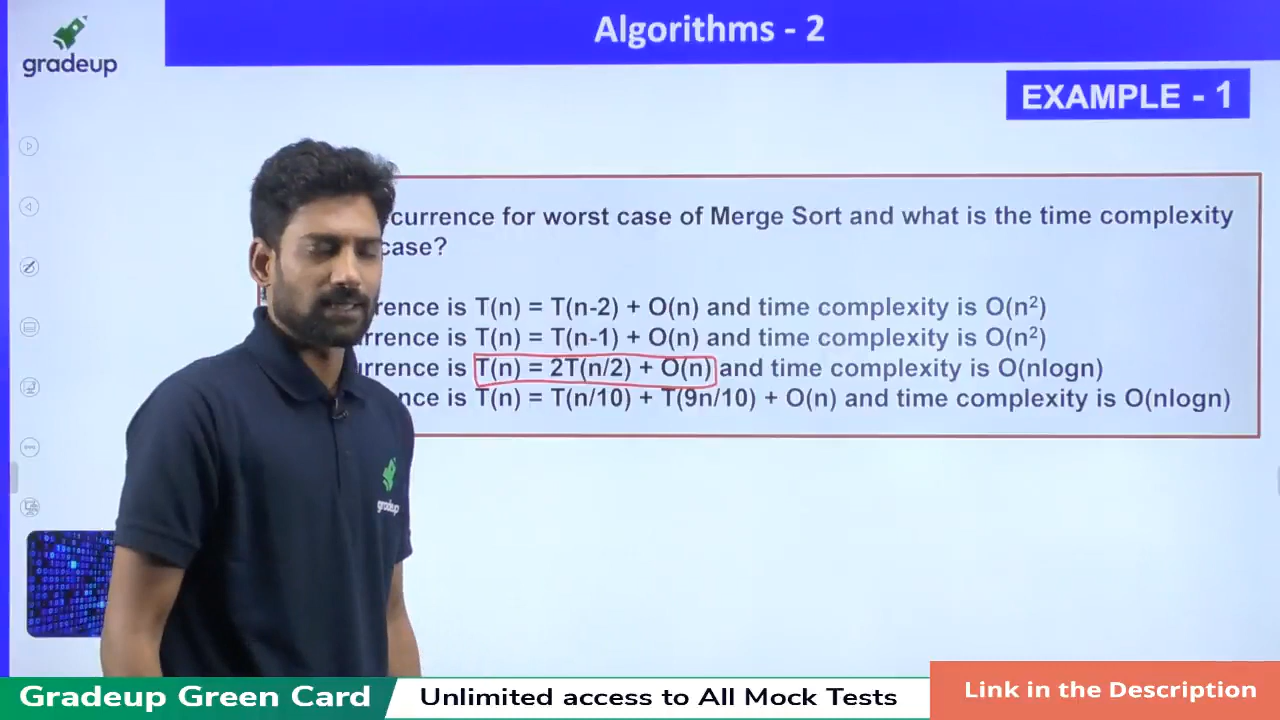 gradeup
Algorithms - 2
EXAMPLE - 1
currence for worst case of Merge Sort and what is the time complexity
case?
rence is T(n) = T(n-2) + O(n) and time complexity is O(n²)
rrence is T(n) = T(n-1) + O(n) and time complexity is O(n²)
urrence is T(n) = 2T(n/2) + O(n) and time complexity is O(nlogn)
ence is T(n) = T(n/10) + T(9n/10) + O(n) and time complexity is O(nlogn)
gradeup
Gradeup Green Card
Unlimited access to All Mock Tests
Link in the Description